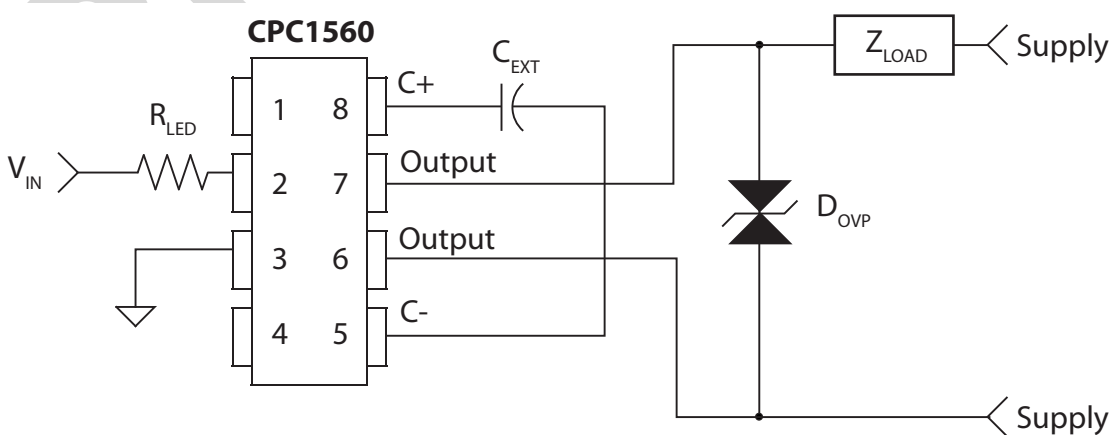 CPC1560
C+
C EXT
Z LOAD
Supply
R LED
1
8
V IN
2
7
Output
D OVP
3
6
Output
4
5
C-
Supply